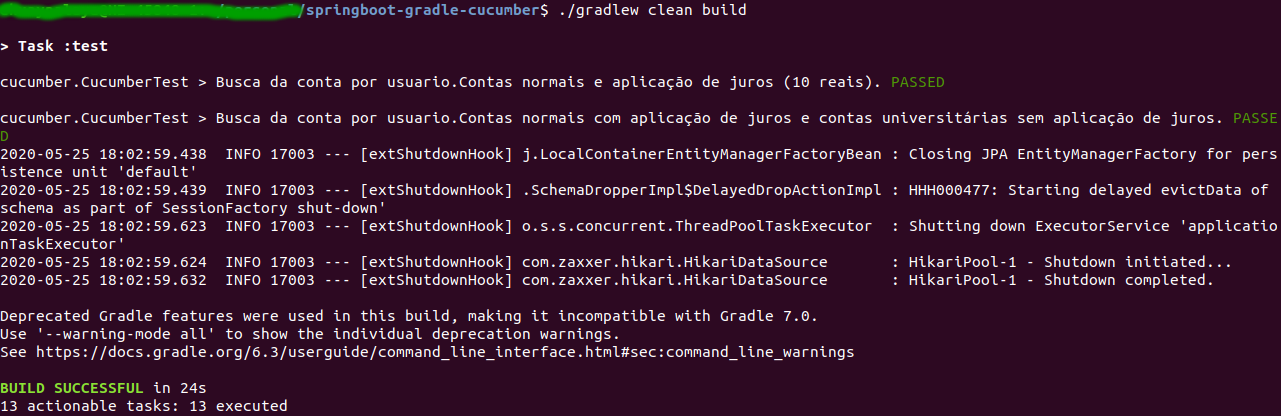 /springboot-gradle-cucumber$ ./gradlew clean build
> Task :test
cucumber.CucumberTest > Busca da conta por usuario.Contas normais e aplicação de juros (10 reais). PASSED
cucumber.CucumberTest > Busca da conta por usuario.Contas normais com aplicação de juros e contas universitárias sem aplicação de juros. PASSE
D
2020-05-25 18:02:59.438  INFO 17003 --- [extShutdownHook] j.LocalContainerEntityManagerFactoryBean : Closing JPA EntityManagerFactory for pers
istence unit 'default'
2020-05-25 18:02:59.439  INFO 17003 --- [extShutdownHook] .SchemaDropperImpl$DelayedDropActionImpl : HHH000477: Starting delayed evictData of
schema as part of SessionFactory shut-down'
2020-05-25 18:02:59.623  INFO 17003 --- [extShutdownHook] o.s.s.concurrent.ThreadPoolTaskExecutor  : Shutting down ExecutorService 'applicatio
nTaskExecutor'
2020-05-25 18:02:59.624  INFO 17003 --- [extShutdownHook] com.zaxxer.hikari.HikariDataSource       : HikariPool-1 - Shutdown initiated...
2020-05-25 18:02:59.632  INFO 17003 --- [extShutdownHook] com.zaxxer.hikari.HikariDataSource       : HikariPool-1 - Shutdown completed.
Deprecated Gradle features were used in this build, making it incompatible with Gradle 7.0.
Use '--warning-mode all' to show the individual deprecation warnings.
See https://docs.gradle.org/6.3/userguide/command_line_interface.html#sec:command_line_warnings
BUILD SUCCESSFUL in 24s
13 actionable tasks: 13 executed